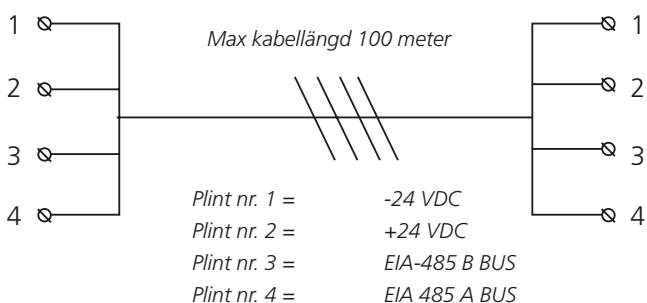 1 Max kabellängd 100 meter 1
2 2
3 3
4 4
Plint nr. 1 = -24 VDC
Plint nr. 2 = +24 VDC
Plint nr. 3 = EIA-485 B BUS
Plint nr. 4 = EIA 485 A BUS